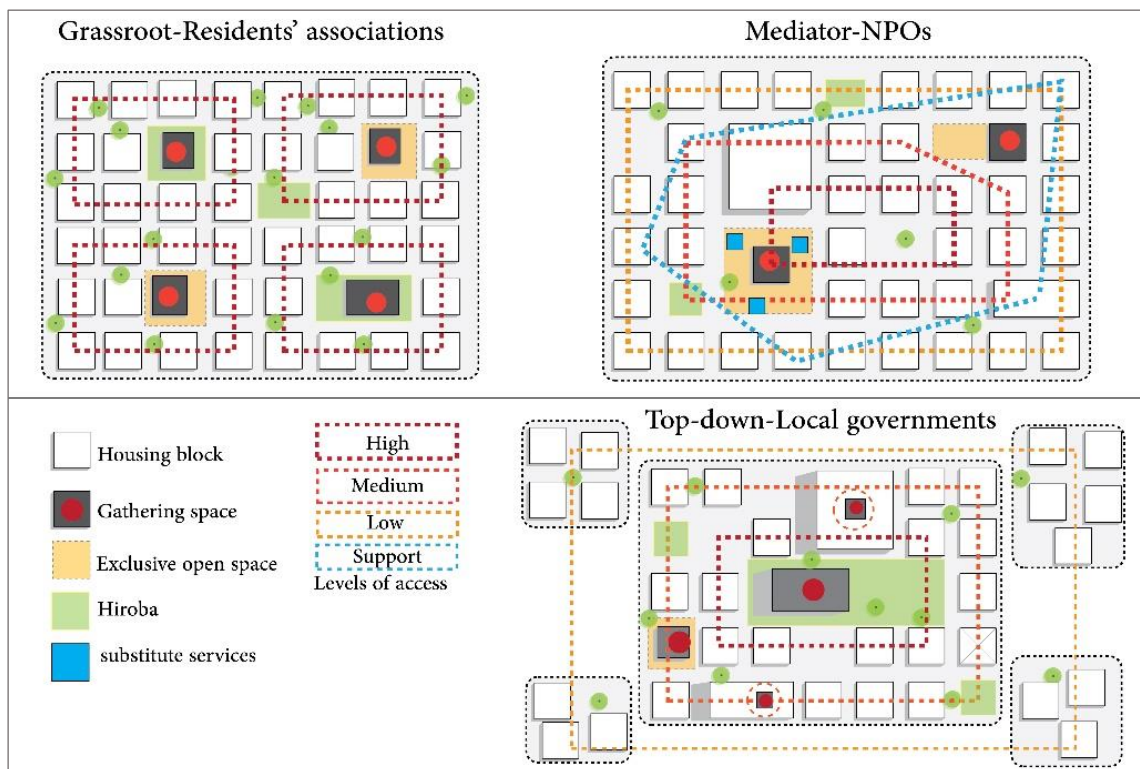 Grassroot-Residents' associations
Mediator-NPOs
Housing block
Gathering space
Exclusive open space
Hiroba
substitute services
High
Medium
Low
Support
Levels of access
Top-down-Local governments